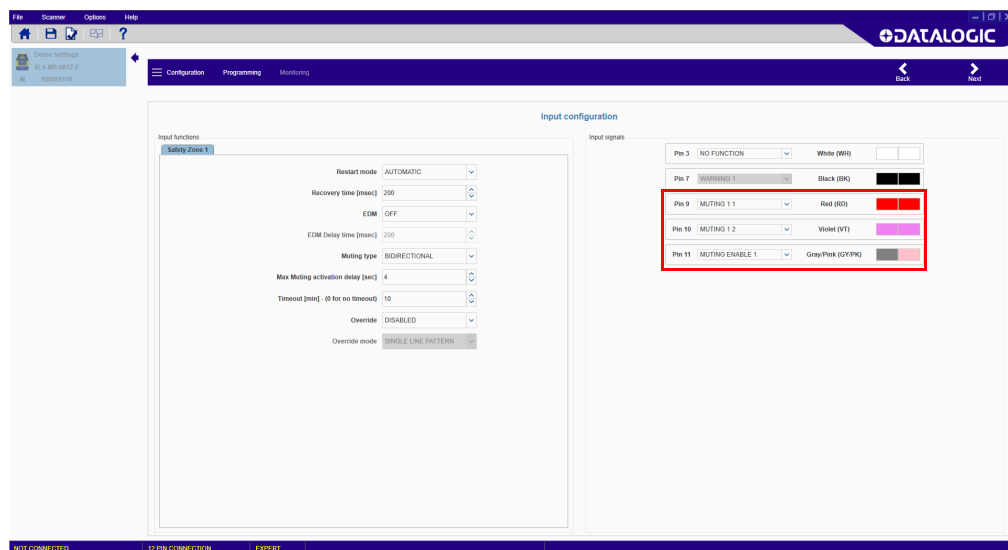 File Scanner Options Help
?
DATALOGIC
Demo Settings
SLS-M5-0812-E
M 950001110
Configuration Programming Monitoring
Back Next
Input configuration
Input functions
Safety Zone 1
Restart mode AUTOMATIC
Recovery time [msec] 200
EDM OFF
EDM Delay time [msec] 200
Muting type BIDIRECTIONAL
Max Muting activation delay [sec] 4
Timeout [min] - (0 for no timeout) 10
Override DISABLED
Override mode SINGLE LINE PATTERN
Input signals
Pin 3 NO FUNCTION White (WH)
Pin 7 WARNING 1 Black (BK)
Pin 9 MUTING 1 1 Red (RD)
Pin 10 MUTING 1 2 Violet (VT)
Pin 11 MUTING ENABLE 1 Gray/Pink (GY/PK)
NOT CONNECTED 12 PIN CONNECTION EXPERT